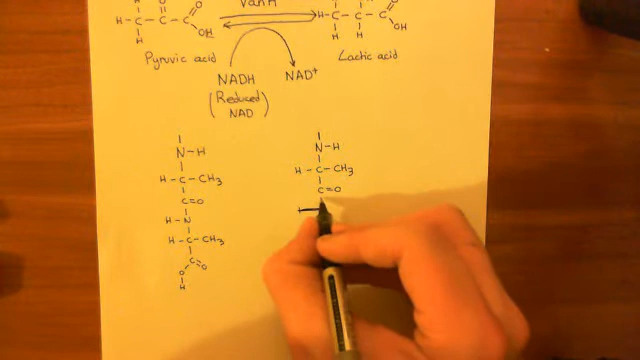 H-C-C-C O
H OH
VanH
H-C-C-C O
H H OH
Pyruvic acid
Lactic acid
NADH
NAD+
(Reduced NAD)
N-H
H-C-CH3
C=O
H-N
H-C-CH3
C=O
O
H
N-H
H-C-CH3
C=O